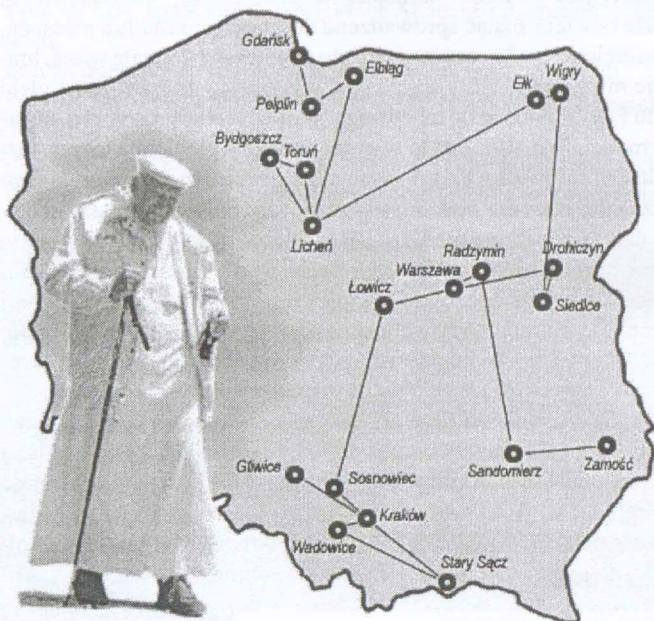 Gdańsk
Elbląg
Pelplin
Ełk
Wigry
Bydgoszcz
Toruń
Licheń
Radzymin
Drohiczyn
Warszawa
Łowicz
Siedlce
Sandomierz
Zamość
Gliwice
Sosnowiec
Kraków
Wadowice
Stary Sącz